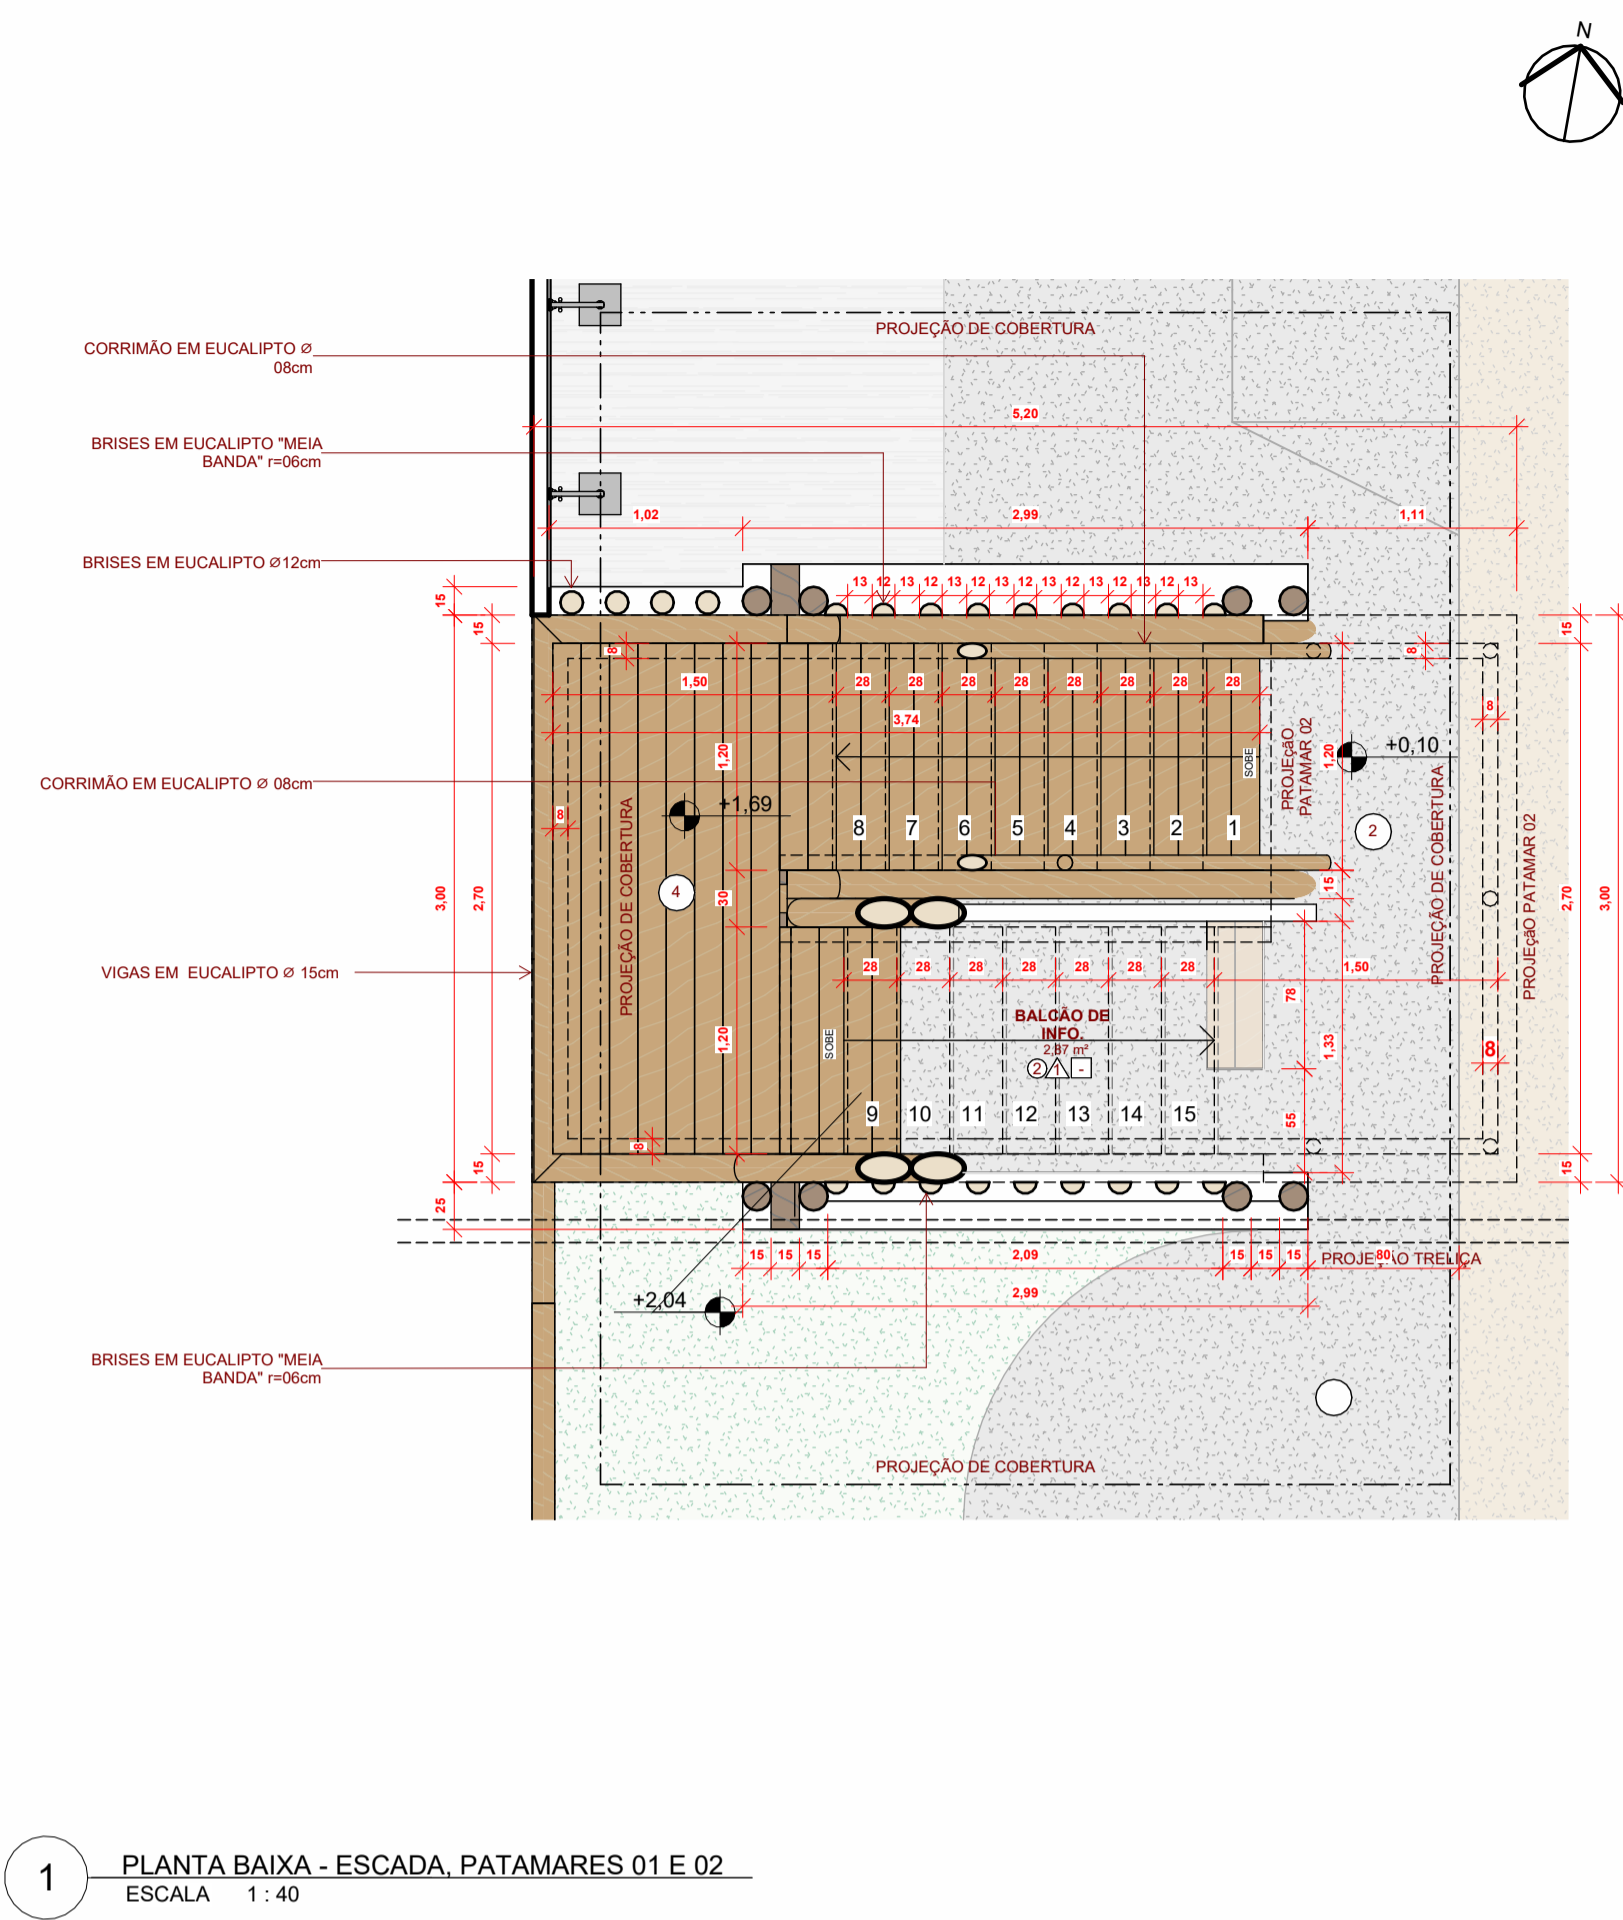 N
PROJEÇÃO DE COBERTURA
CORRIMÃO EM EUCALIPTO Ø
08cm
5,20
BRISES EM EUCALIPTO "MEIA
BANDA" r=06cm
1,02
2,99
1,11
BRISES EM EUCALIPTO Ø12cm
13 12 13 12 13 12 13 12 13 12 13 12 13 12 13
15
15
15
8
8
1,50
28 28 28 28 28 28 28 28
8
3,74
1,20
1,20
SOBE
PROJEçãO
PATAMAR 02
+0,10
CORRIMÃO EM EUCALIPTO Ø 08cm
+1,69
8
8 7 6 5 4 3 2 1
2
PROJEÇÃO DE COBERTURA
PROJEÇÃO DE COBERTURA
PROJEçãO PATAMAR 02
3,00
2,70
4
30
15
2,70
3,00
VIGAS EM EUCALIPTO Ø 15cm
28 28 28 28 28 28 28
1,50
78
BALCÃO DE
INFO.
2,87 m²
2 1 -
1,20
SOBE
1,33
8
9 10 11 12 13 14 15
55
8
15
15
25
15 15 15
2,09
15 15 15
80
PROJEÇÃO TRELIÇA
2,99
+2,04
BRISES EM EUCALIPTO "MEIA
BANDA" r=06cm
PROJEÇÃO DE COBERTURA
1
PLANTA BAIXA - ESCADA, PATAMARES 01 E 02
ESCALA 1 : 40